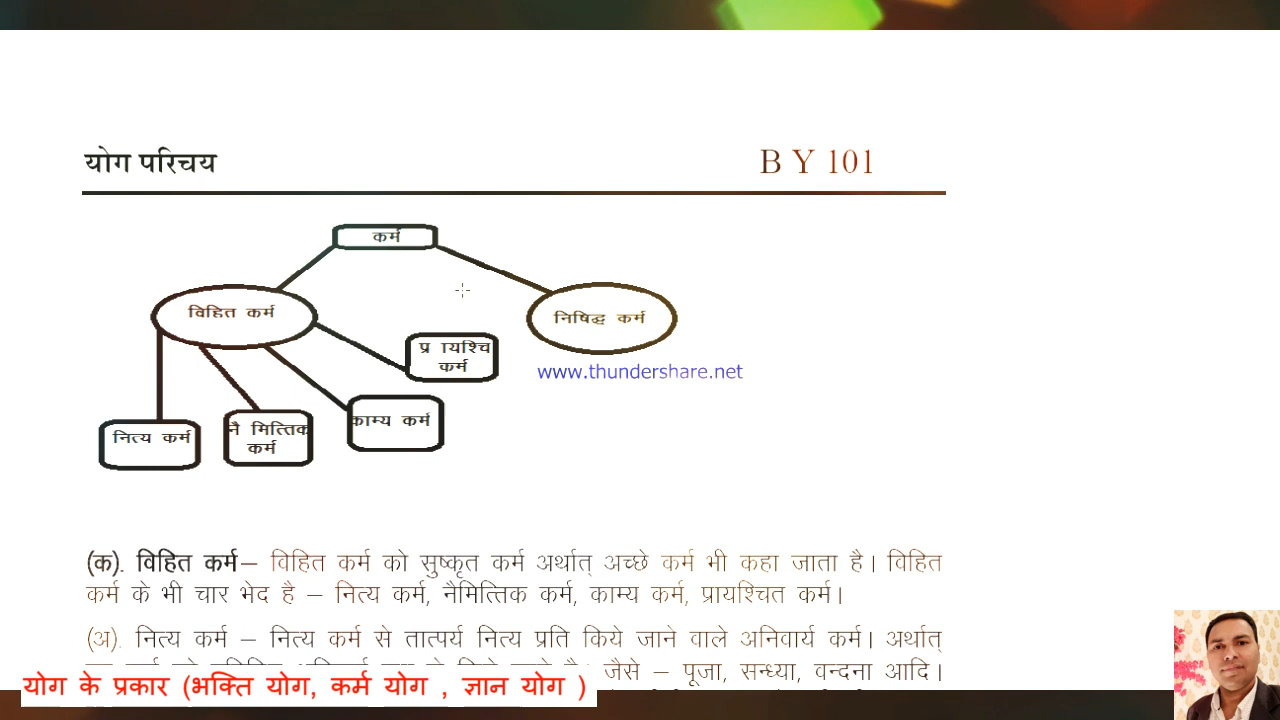 योग परिचय
B Y 101
कर्म
विहित कर्म
निषिद्ध कर्म
प्र ायश्चि
कर्म
www.thundershare.net
काम्य कर्म
नै मित्तिक
कर्म
नित्य कर्म
(क). विहित कर्म– विहित कर्म को सुष्कृत कर्म अर्थात् अच्छे कर्म भी कहा जाता है। विहित
कर्म के भी चार भेद है – नित्य कर्म, नैमित्तिक कर्म, काम्य कर्म, प्रायश्चित कर्म।
(अ). नित्य कर्म – नित्य कर्म से तात्पर्य नित्य प्रति किये जाने वाले अनिवार्य कर्म। अर्थात्
जैसे – पूजा, सन्ध्या, वन्दना आदि।
योग के प्रकार (भक्ति योग, कर्म योग , ज्ञान योग )